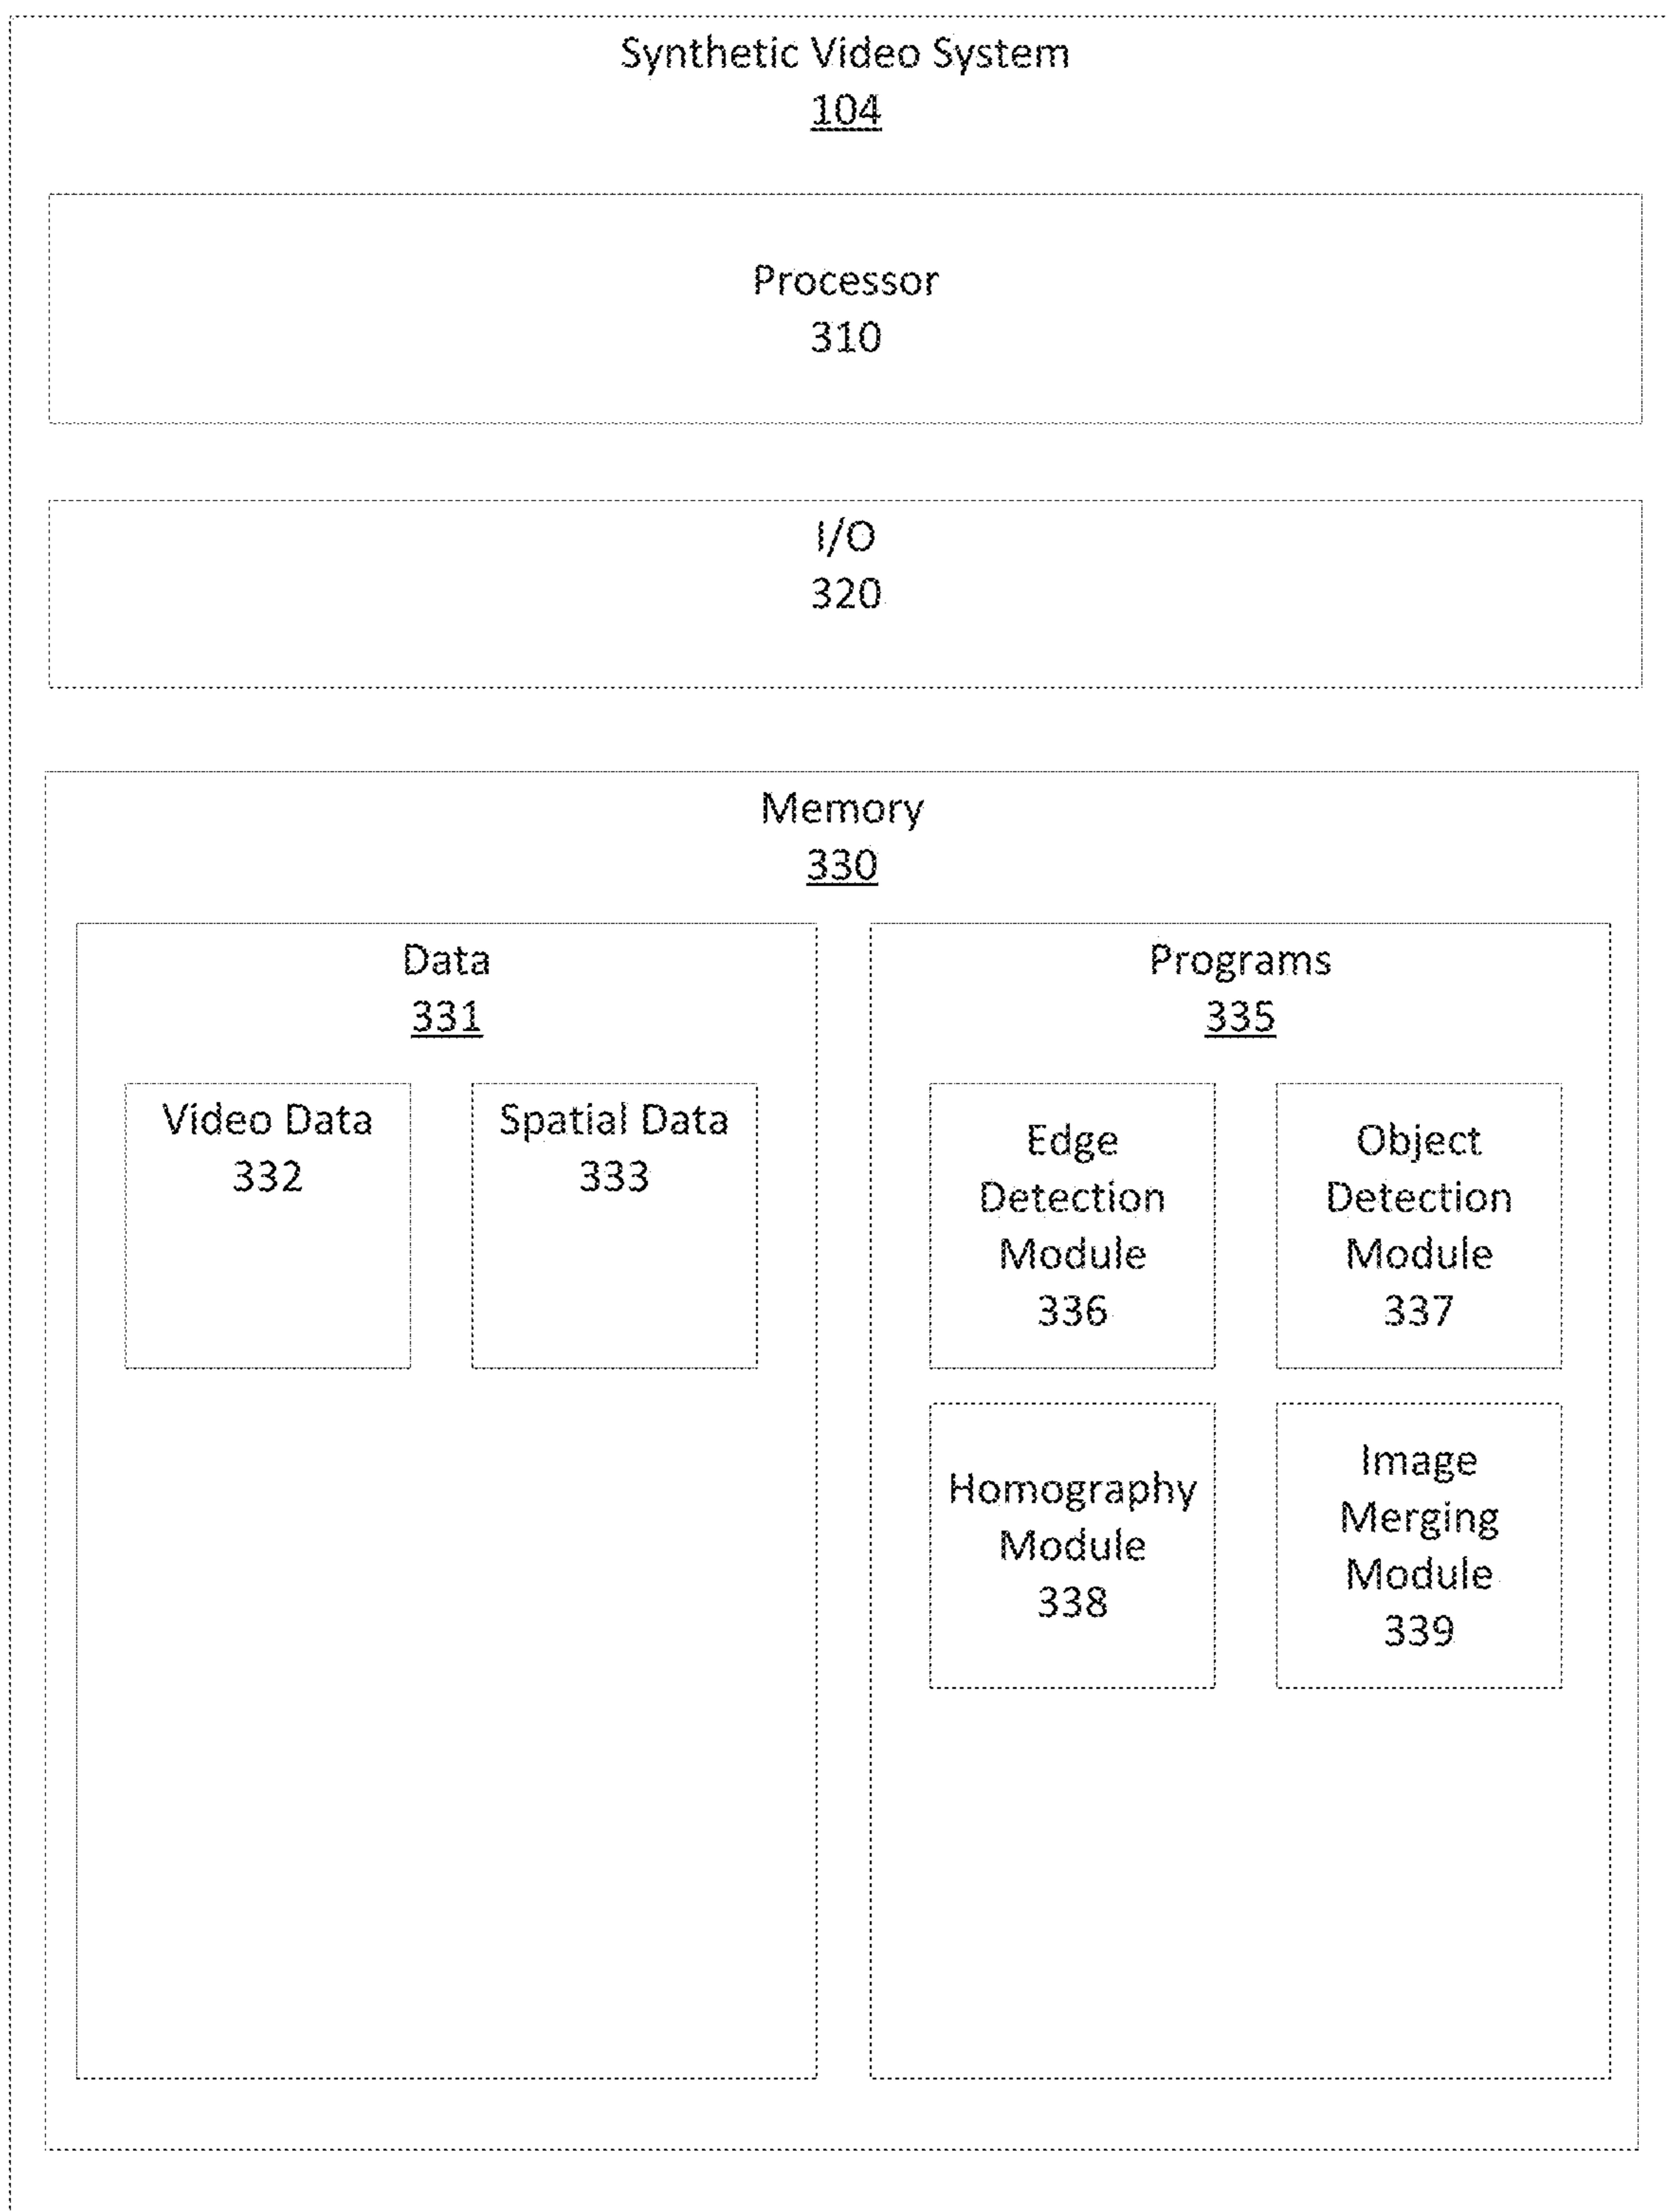 Synthetic Video System
104
Processor
310
I/O
320
Memory
330
Data
331
Video Data
332
Spatial Data
333
Programs
335
Edge
Detection
Module
336
Object
Detection
Module
337
Homography
Module
338
Image
Merging
Module
339